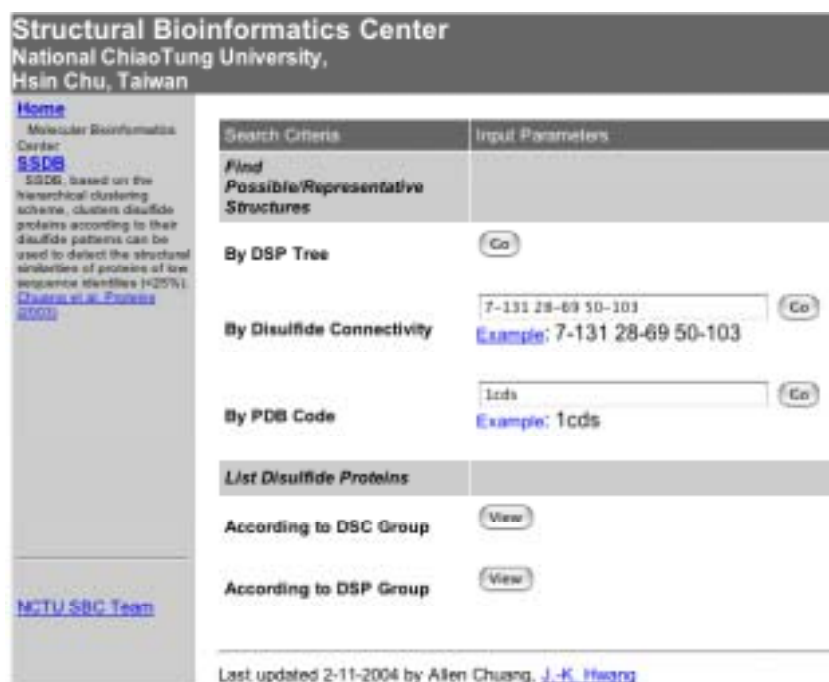 Structural Bioinformatics Center
National ChiaoTung University,
Hsin Chu, Taiwan
Home
Molecular Bioinformatics
Center
SSDB
SSDB, based on the
hierarchical clustering
scheme, clusters disulfide
proteins according to their
disulfide patterns can be
used to detect the structural
similarities of proteins of low
sequence identities (<25%).
Chuang et al. Proteins
(2003)
NCTU SBC Team
Search Criteria Input Parameters
Find
Possible/Representative
Structures
By DSP Tree Go
By Disulfide Connectivity 7-131 28-69 50-103 Go
Example: 7-131 28-69 50-103
By PDB Code 1cds Go
Example: 1cds
List Disulfide Proteins
According to DSC Group View
According to DSP Group View
Last updated 2-11-2004 by Allen Chuang, J.-K. Hwang